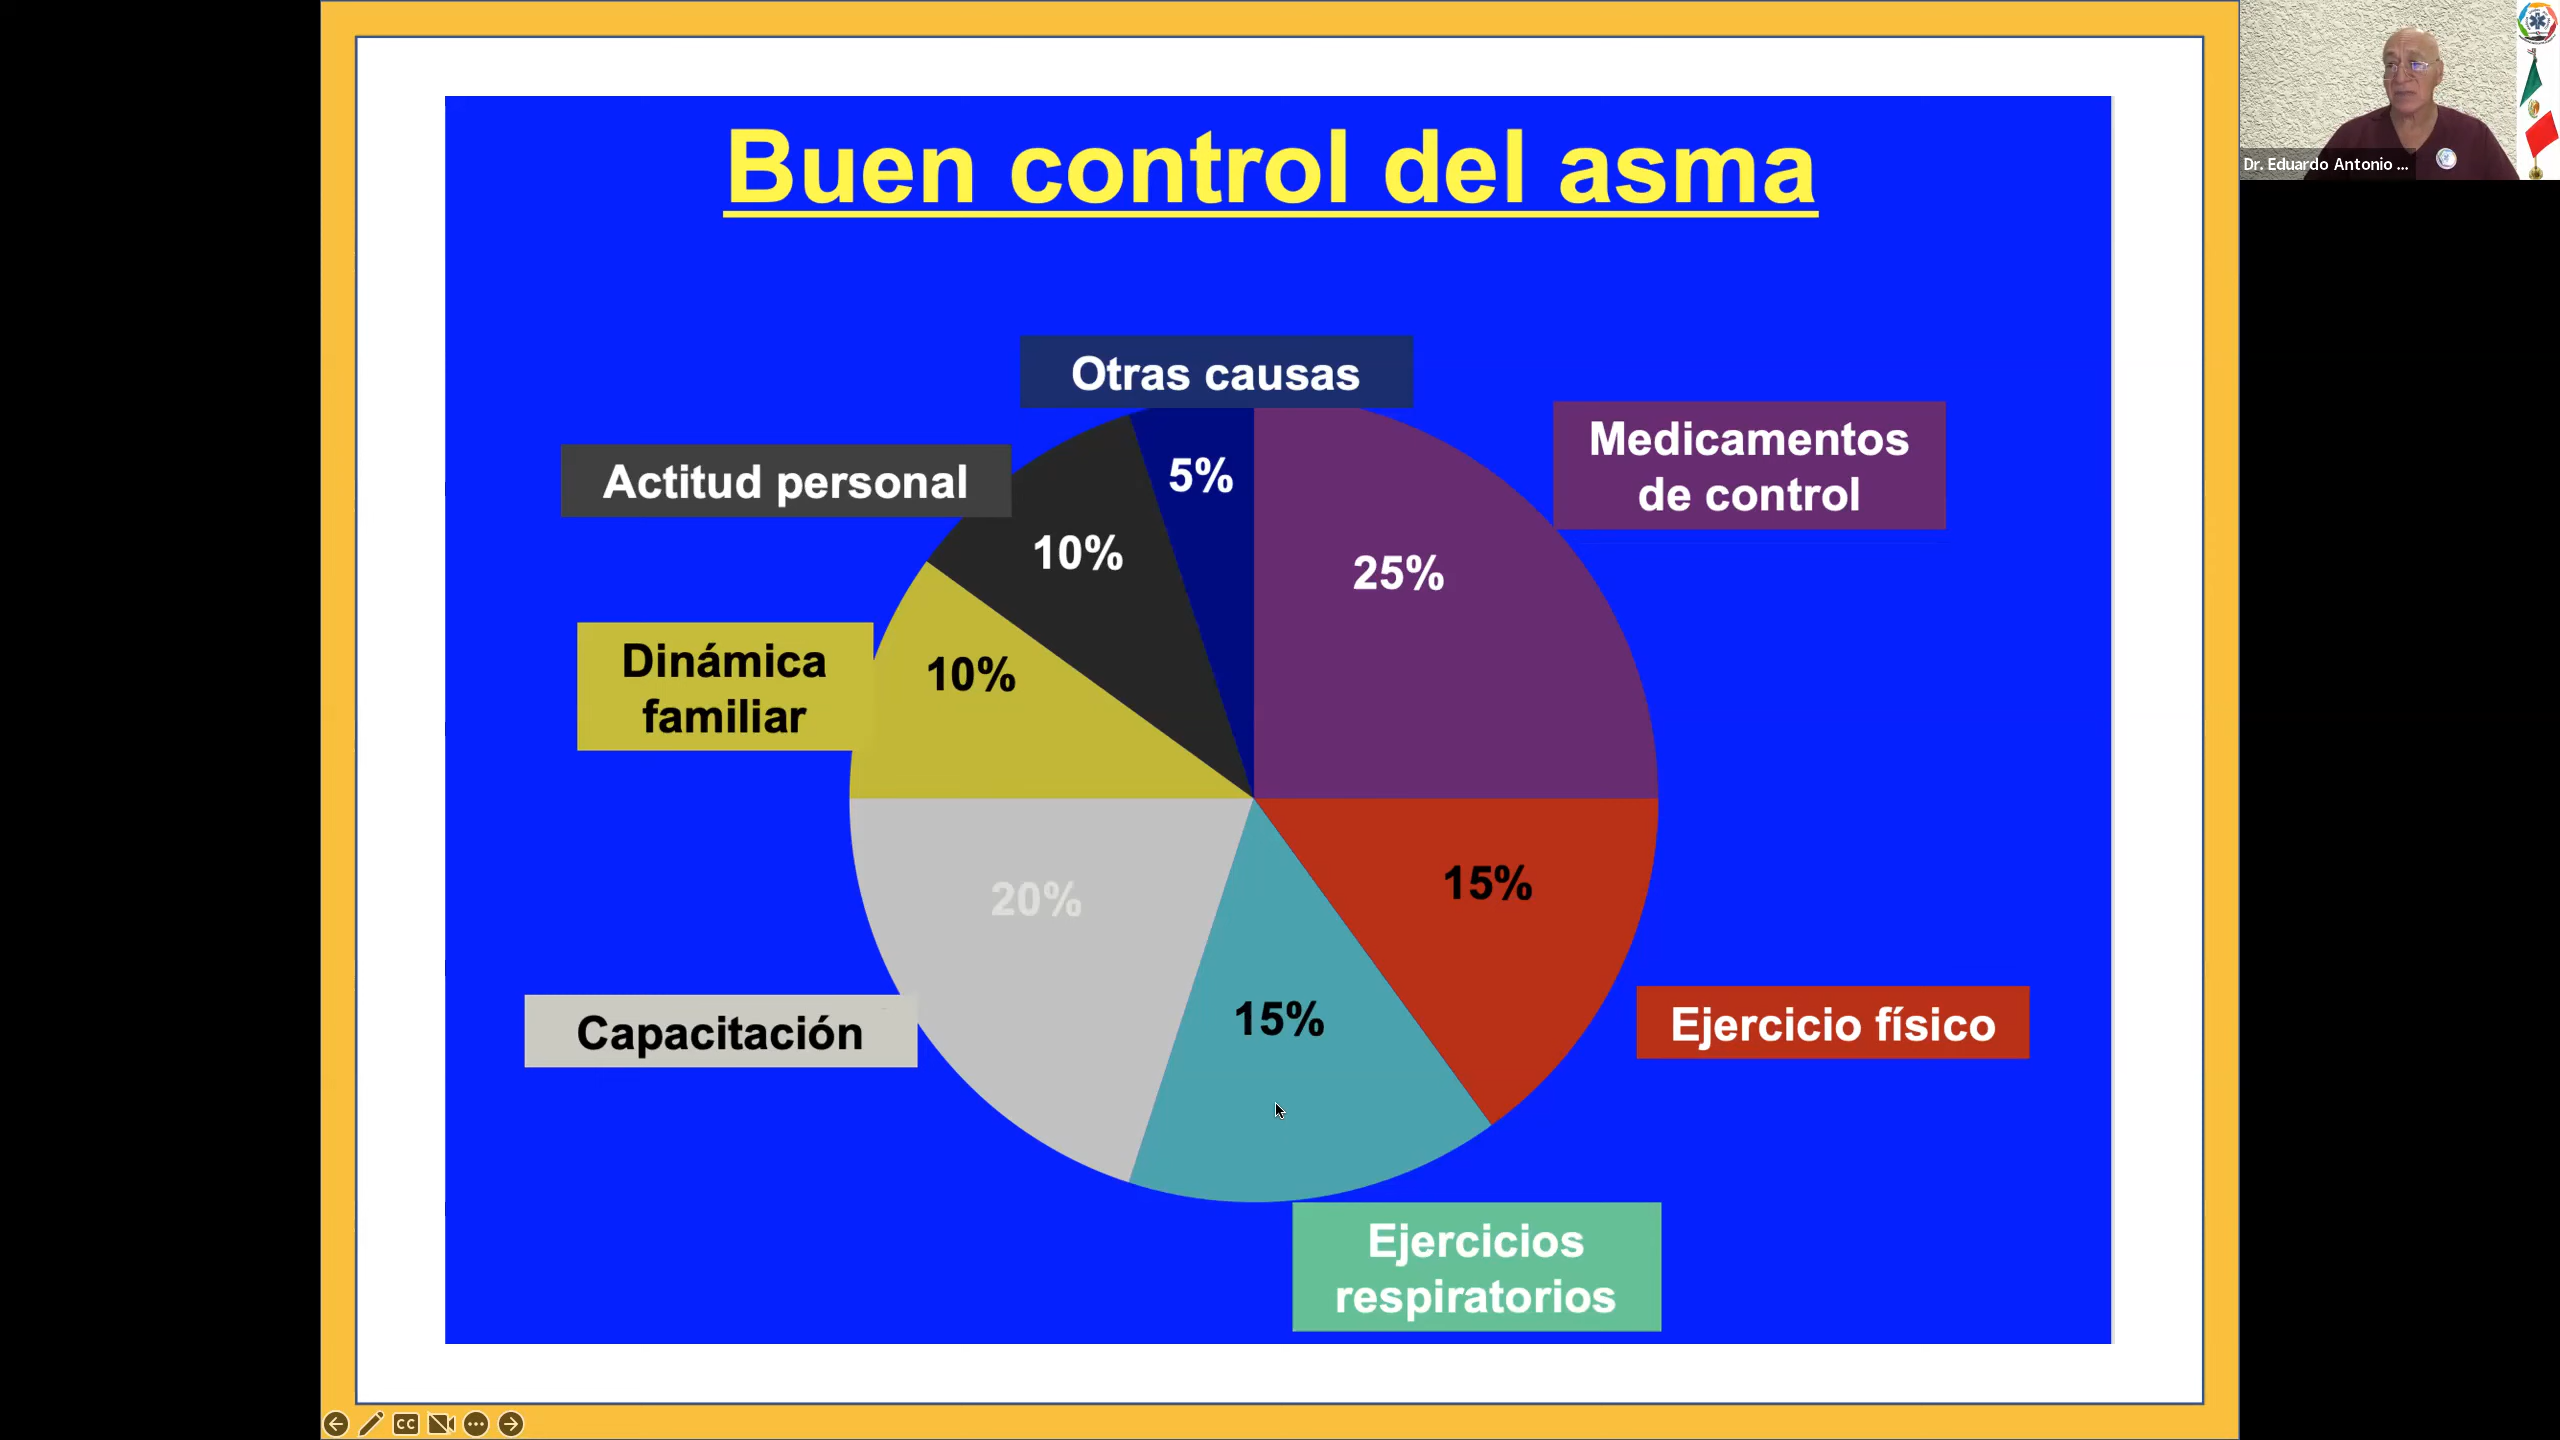 Buen control del asma
Otras causas
Medicamentos
de control
Actitud personal
5%
10%
25%
Dinámica
familiar
10%
15%
20%
15%
Capacitación
Ejercicio físico
Ejercicios
respiratorios
Dr. Eduardo Antonio ...
CC